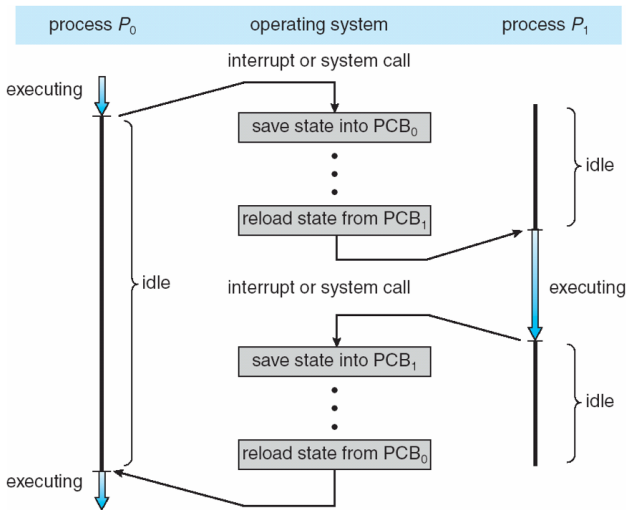 process P₀ operating system process P₁
interrupt or system call
executing
save state into PCB₀
idle
reload state from PCB₁
idle
interrupt or system call
executing
save state into PCB₁
idle
reload state from PCB₀
executing